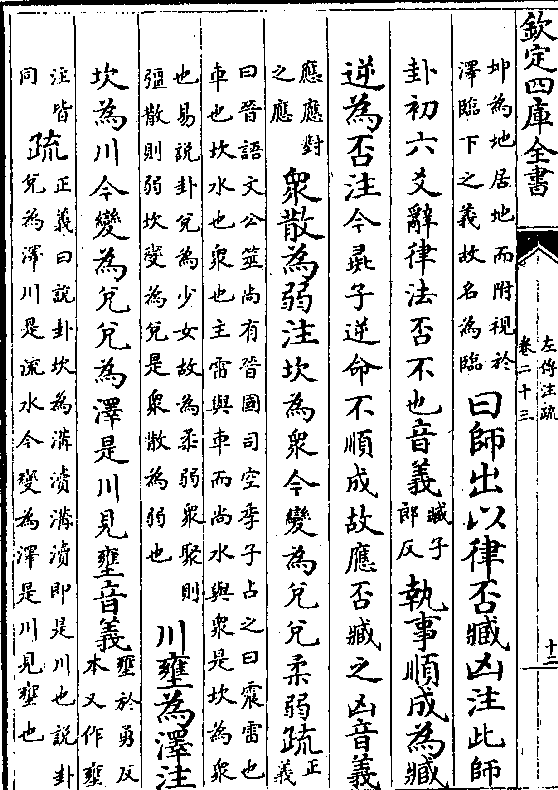 欽定四庫全書
左傳注疏
卷二十三
十二
坤為地居地而附視於
澤臨下之義故名為臨
曰師出以律否臧凶注此師
卦初六爻辭律法否不也音義
臧子
郎反
執事順成為臧
逆為否注今彘子逆命不順成故應否臧之凶音義
應應對
之應
衆散為弱注坎為衆今變為兌兌柔弱疏
正
義
曰晉語文公筮尚有晉國司空季子占之曰震雷也
車也坎水也衆也主雷與車而尚水與衆是坎為衆
也易說卦兌為少女故為柔弱衆聚則
彊散則弱坎變為兌是衆散為弱也
川壅為澤注
坎為川今變為兌兌為澤是川見壅音義
壅於勇反
本又作壅
注皆
同
疏
正義曰說卦坎為溝瀆溝瀆即是川也說卦
兌為澤川是流水今變為澤是川見壅也